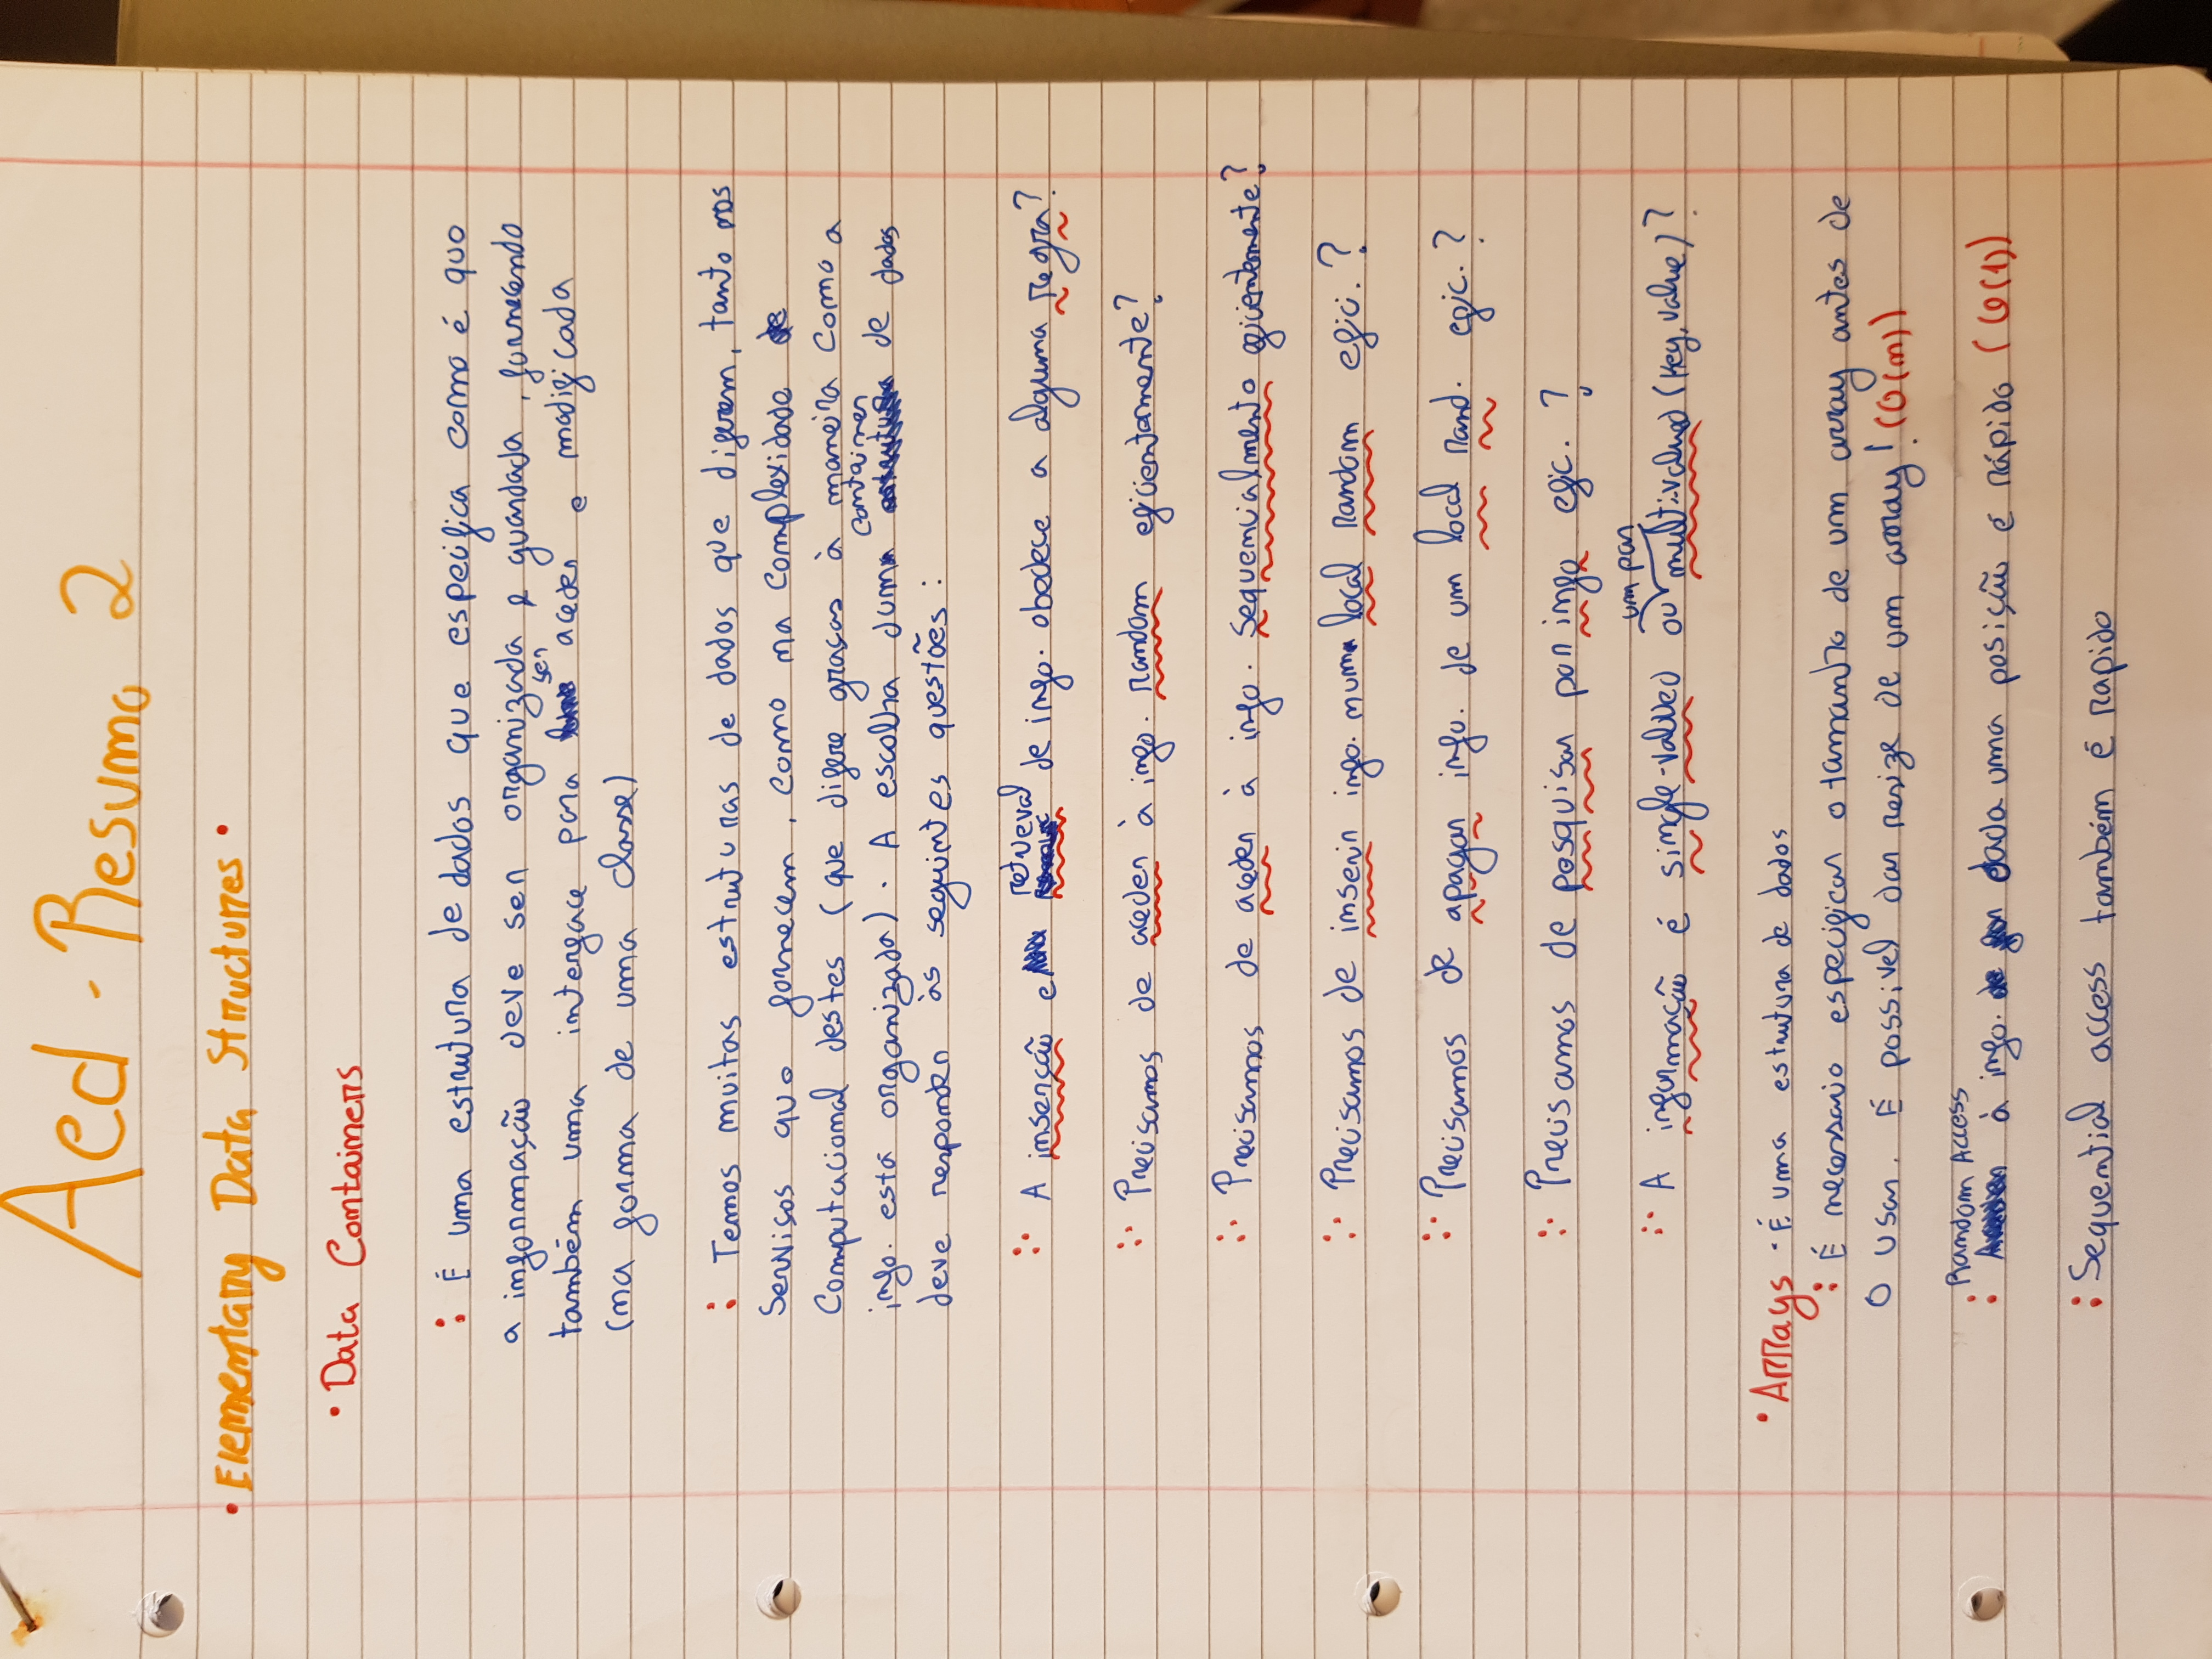 Aed - Resumo 2
• Elementary Data Structures •
• Data Containers
: É uma estrutura de dados que especifica como é que
a informação deve ser organizada e guardada, fornecendo
também uma interface para ser aceder e modificada
(na forma de uma classe)
: Temos muitas estruturas de dados que diferem, tanto nos
serviços que fornecem, como na complexidade
computacional destes (que difere graças à maneira como a
info. está organizada). A escolha dum container de dados
deve responder às seguintes questões:
:· A inserção e retrieval de info. obedece a alguma regra?
:· Precisamos de aceder à info. random eficientemente?
:· Precisamos de aceder à info. sequencialmente eficientemente?
:· Precisamos de inserir info. num local random efici.?
:· Precisamos de apagar info. de um local rand. efic.?
:· Precisamos de pesquisar por info efic. ?
:· A informação é single-valued ou um par multi-valued (key, value)?
• Arrays · É uma estrutura de dados
: É necessario especificar o tamanho de um array antes de
o usar. É possivel dar resize de um array! (O(n))
: Random Access à info. dada uma posição é rápido (O(1))
: Sequential access também é rapido